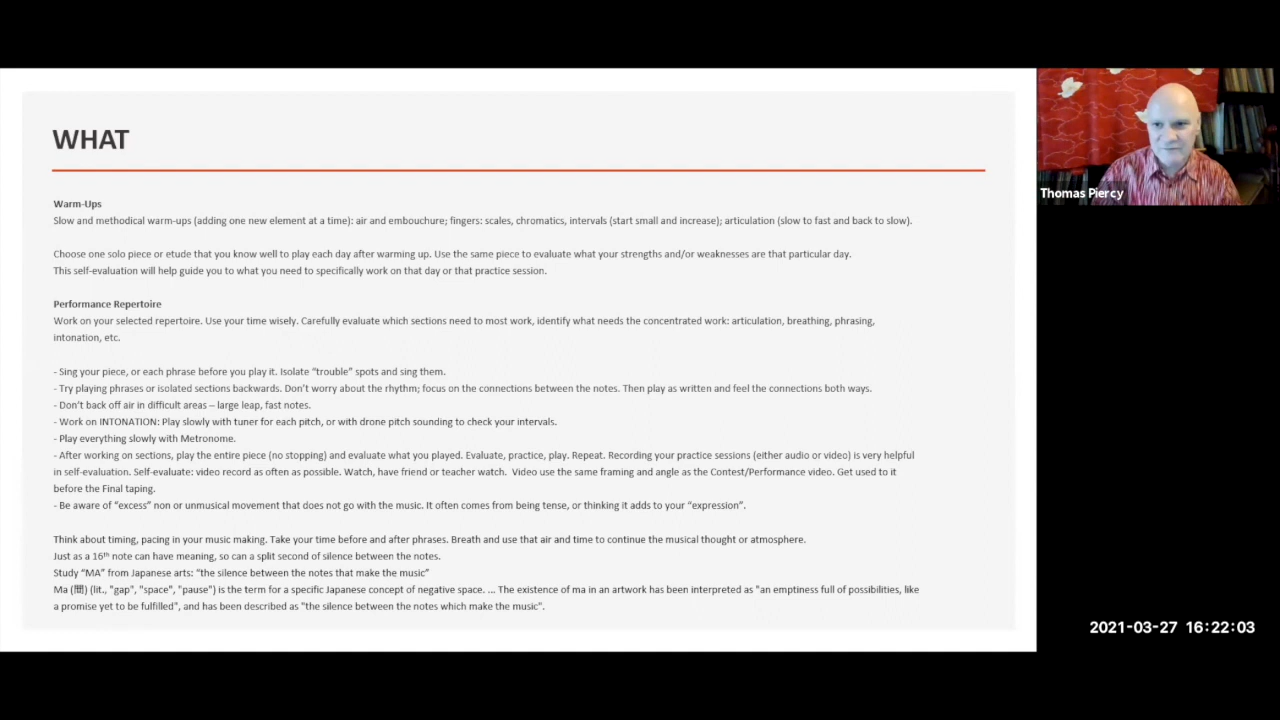 WHAT
Warm-Ups
Slow and methodical warm-ups (adding one new element at a time): air and embouchure; fingers: scales, chromatics, intervals (start small and increase); articulation (slow to fast and back to slow).
Choose one solo piece or etude that you know well to play each day after warming up. Use the same piece to evaluate what your strengths and/or weaknesses are that particular day.
This self-evaluation will help guide you to what you need to specifically work on that day or that practice session.
Performance Repertoire
Work on your selected repertoire. Use your time wisely. Carefully evaluate which sections need to most work, identify what needs the concentrated work: articulation, breathing, phrasing,
intonation, etc.
- Sing your piece, or each phrase before you play it. Isolate “trouble” spots and sing them.
- Try playing phrases or isolated sections backwards. Don’t worry about the rhythm; focus on the connections between the notes. Then play as written and feel the connections both ways.
- Don’t back off air in difficult areas – large leap, fast notes.
- Work on INTONATION: Play slowly with tuner for each pitch, or with drone pitch sounding to check your intervals.
- Play everything slowly with Metronome.
- After working on sections, play the entire piece (no stopping) and evaluate what you played. Evaluate, practice, play. Repeat. Recording your practice sessions (either audio or video) is very helpful
in self-evaluation. Self-evaluate: video record as often as possible. Watch, have friend or teacher watch.  Video use the same framing and angle as the Contest/Performance video. Get used to it
before the Final taping.
- Be aware of “excess” non or unmusical movement that does not go with the music. It often comes from being tense, or thinking it adds to your “expression”.
Think about timing, pacing in your music making. Take your time before and after phrases. Breath and use that air and time to continue the musical thought or atmosphere.
Just as a 16th note can have meaning, so can a split second of silence between the notes.
Study “MA” from Japanese arts: “the silence between the notes that make the music”
Ma (間) (lit., "gap", "space", "pause") is the term for a specific Japanese concept of negative space. ... The existence of ma in an artwork has been interpreted as "an emptiness full of possibilities, like
a promise yet to be fulfilled", and has been described as "the silence between the notes which make the music".
Thomas Piercy
2021-03-27 16:22:03